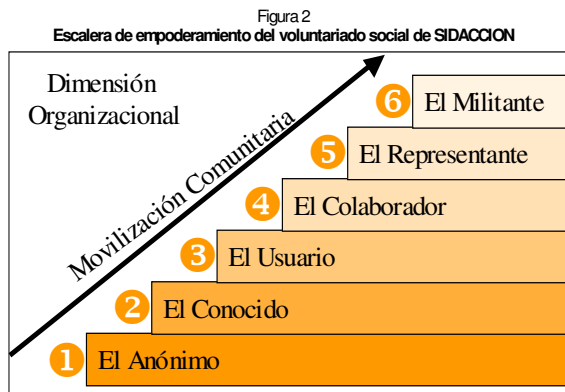 Figura 2
Escalera de empoderamiento del voluntariado social de SIDACCION
Dimensión
Organizacional
Movilización Comunitaria
6 El Militante
5 El Representante
4 El Colaborador
3 El Usuario
2 El Conocido
1 El Anónimo